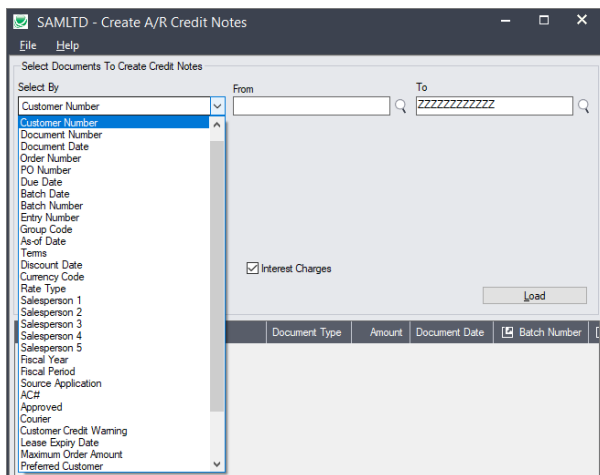 SAMLTD - Create A/R Credit Notes
File Help
Select Documents To Create Credit Notes
Select By From To
Customer Number ZZZZZZZZZZZZ
Customer Number
Document Number
Document Date
Order Number
PO Number
Due Date
Batch Date
Batch Number
Entry Number
Group Code
As-of Date
Terms
Discount Date
Currency Code
Rate Type
Salesperson 1
Salesperson 2
Salesperson 3
Salesperson 4
Salesperson 5
Fiscal Year
Fiscal Period
Source Application
AC#
Approved
Courier
Customer Credit Warning
Lease Expiry Date
Maximum Order Amount
Preferred Customer
Interest Charges
Load
Document Type Amount Document Date Batch Number